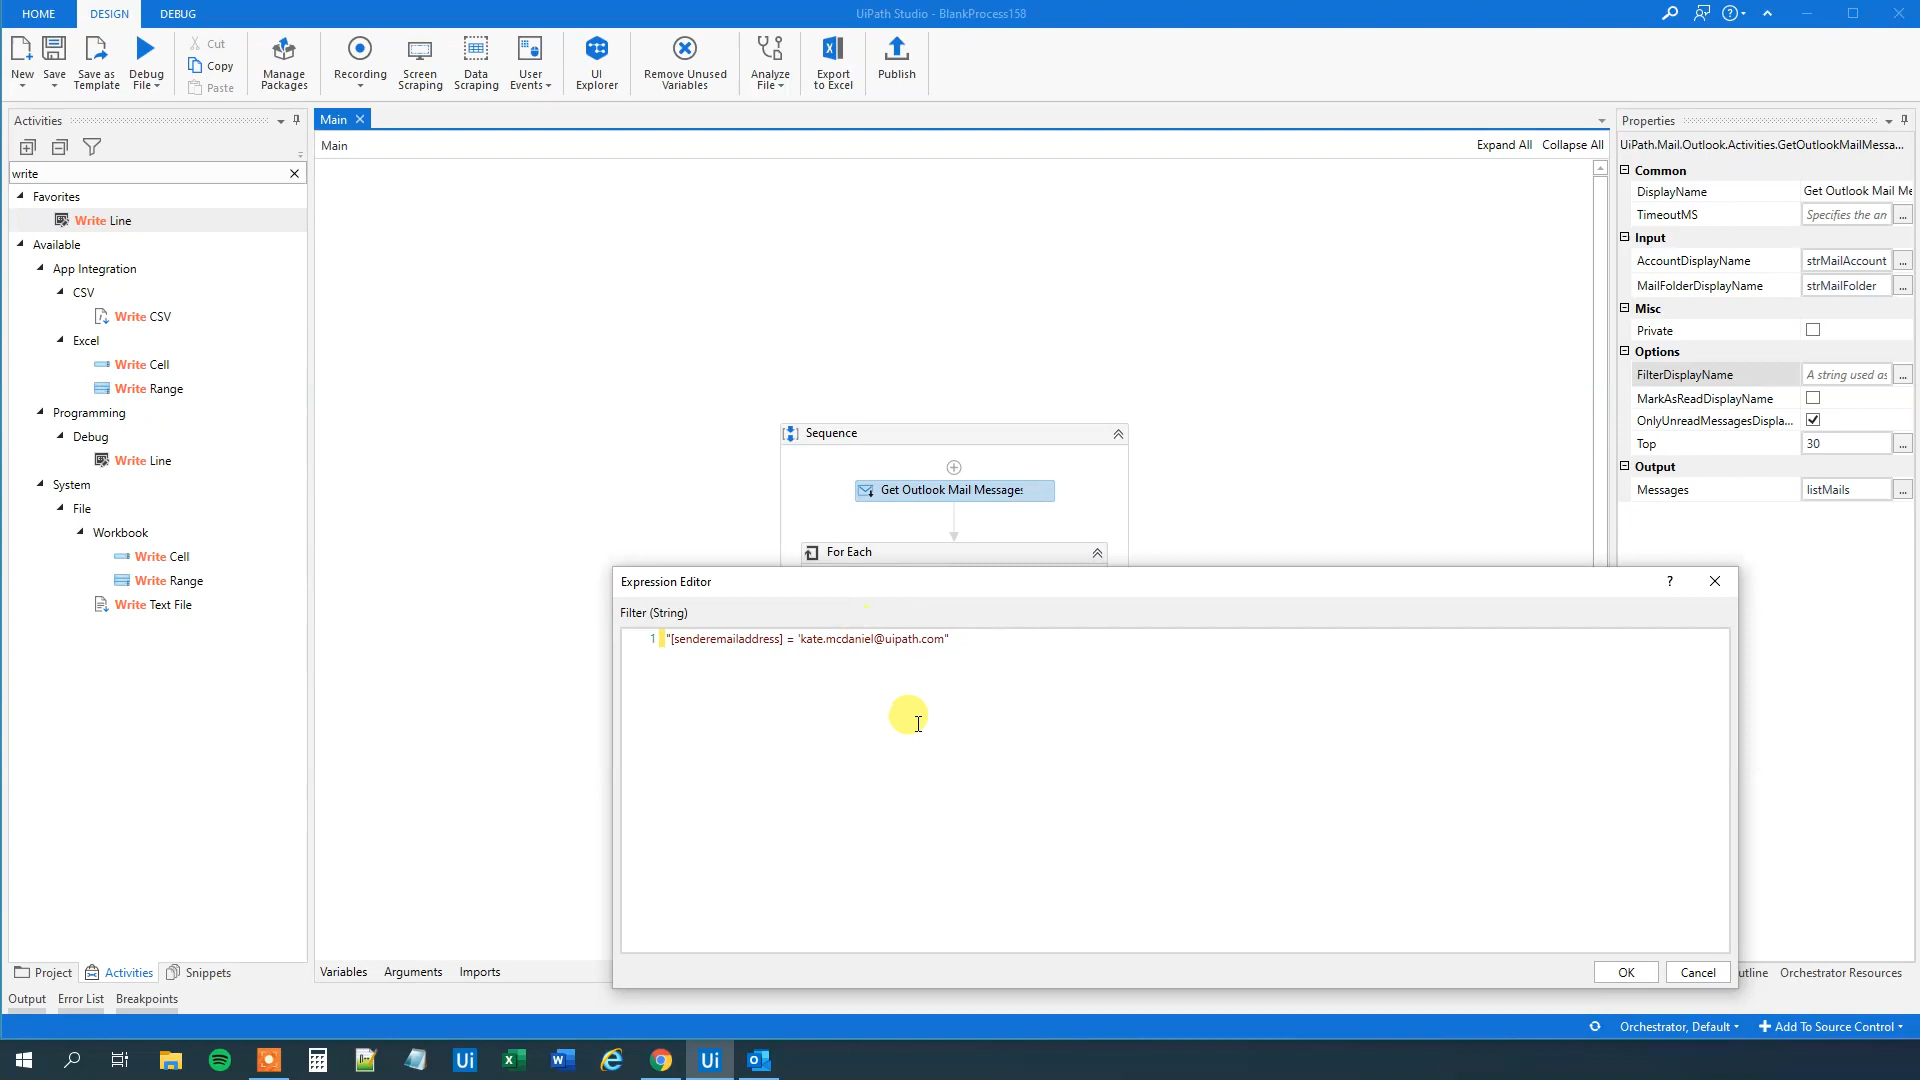 HOME
DESIGN
DEBUG
UiPath Studio - BlankProcess158
New
Save
Save as
Template
Debug
File
Cut
Copy
Paste
Manage
Packages
Recording
Screen
Scraping
Data
Scraping
User
Events
UI
Explorer
Remove Unused
Variables
Analyze
File
Export
to Excel
Publish
Activities
write
Favorites
Write Line
Available
App Integration
CSV
Write CSV
Excel
Write Cell
Write Range
Programming
Debug
Write Line
System
File
Workbook
Write Cell
Write Range
Write Text File
Project
Activities
Snippets
Output
Error List
Breakpoints
Main
Main
Expand All
Collapse All
Sequence
Get Outlook Mail Messages
For Each
Expression Editor
?
Filter (String)
1 "[senderemailaddress] = 'kate.mcdaniel@uipath.com"
OK
Cancel
Variables
Arguments
Imports
Properties
UiPath.Mail.Outlook.Activities.GetOutlookMailMessa...
Common
DisplayName
Get Outlook Mail Me
TimeoutMS
Specifies the an
...
Input
AccountDisplayName
strMailAccount
...
MailFolderDisplayName
strMailFolder
...
Misc
Private
Options
FilterDisplayName
A string used as
...
MarkAsReadDisplayName
OnlyUnreadMessagesDispla...
Top
30
...
Output
Messages
listMails
...
utline
Orchestrator Resources
Orchestrator, Default
Add To Source Control
Ui
Ui